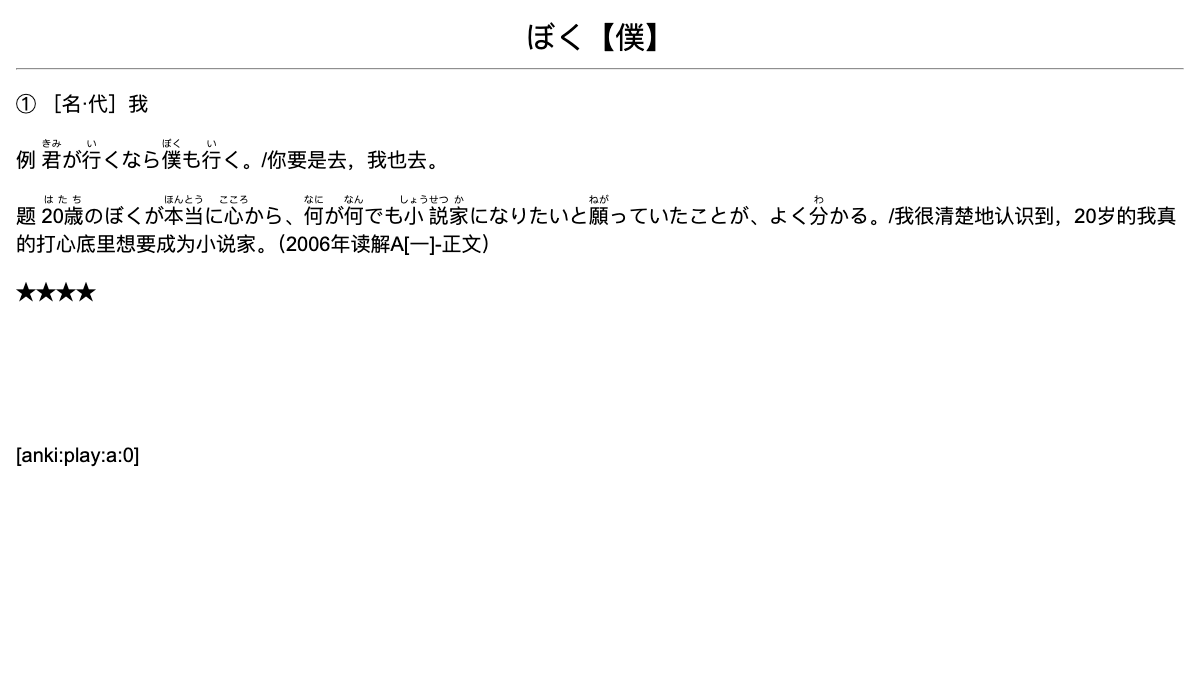 ぼく【僕】
① ［名·代］我
きみ い ぼく い
例 君が行くなら僕も行く。/你要是去，我也去。
はたち ほんとう こころ なに なん しょうせつ か ねが わ
题 20歳のぼくが本当に心から、何が何でも小説家になりたいと願っていたことが、よく分かる。/我很清楚地认识到，20岁的我真
的打心底里想要成为小说家。（2006年读解A[一]-正文）
★★★★
[anki:play:a:0]